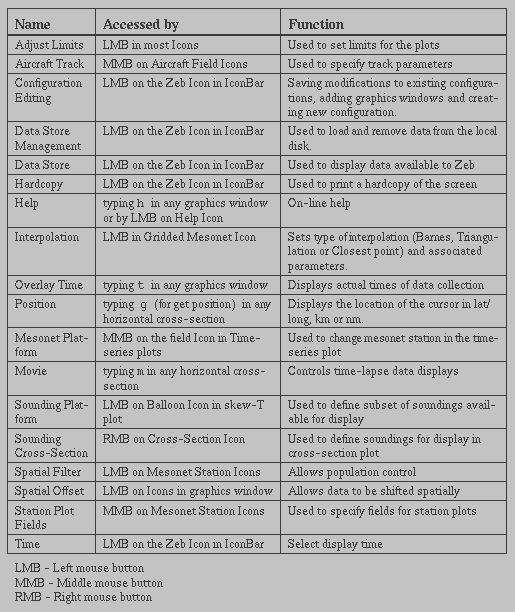 Name Accessed by Function
Adjust Limits LMB in most Icons Used to set limits for the plots
Aircraft Track MMB on Aircraft Field Icons Used to specify track parameters
Configuration LMB on the Zeb Icon in IconBar Saving modifications to existing configura-
Editing tions, adding graphics windows and creat-
ing new configuration.
Data Store LMB on the Zeb Icon in IconBar Used to load and remove data from the local
Management disk.
Data Store LMB on the Zeb Icon in IconBar Used to display data available to Zeb
Hardcopy LMB on the Zeb Icon in IconBar Used to print a hardcopy of the screen
Help typing h in any graphics window On-line help
or by LMB on Help Icon
Interpolation LMB in Gridded Mesonet Icon Sets type of interpolation (Barnes, Triangu-
lation or Closest point) and associated
parameters.
Overlay Time typing t in any graphics window Displays actual times of data collection
Position typing g (for get position) in any Displays the location of the cursor in lat/
horizontal cross-section long, km or nm.
Mesonet Plat- MMB on the field Icon in Time- Used to change mesonet station in the time-
form series plots series plot
Movie typing m in any horizontal cross- Controls time-lapse data displays
section
Sounding Plat- LMB on Balloon Icon in skew-T Used to define subset of soundings avail-
form plot able for display
Sounding RMB on Cross-Section Icon Used to define soundings for display in
Cross-Section cross-section plot
Spatial Filter LMB on Mesonet Station Icons Allows population control
Spatial Offset LMB on Icons in graphics window Allows data to be shifted spatially
Station Plot MMB on Mesonet Station Icons Used to specify fields for station plots
Fields
Time LMB on the Zeb Icon in IconBar Select display time
LMB - Left mouse button
MMB - Middle mouse button
RMB - Right mouse button